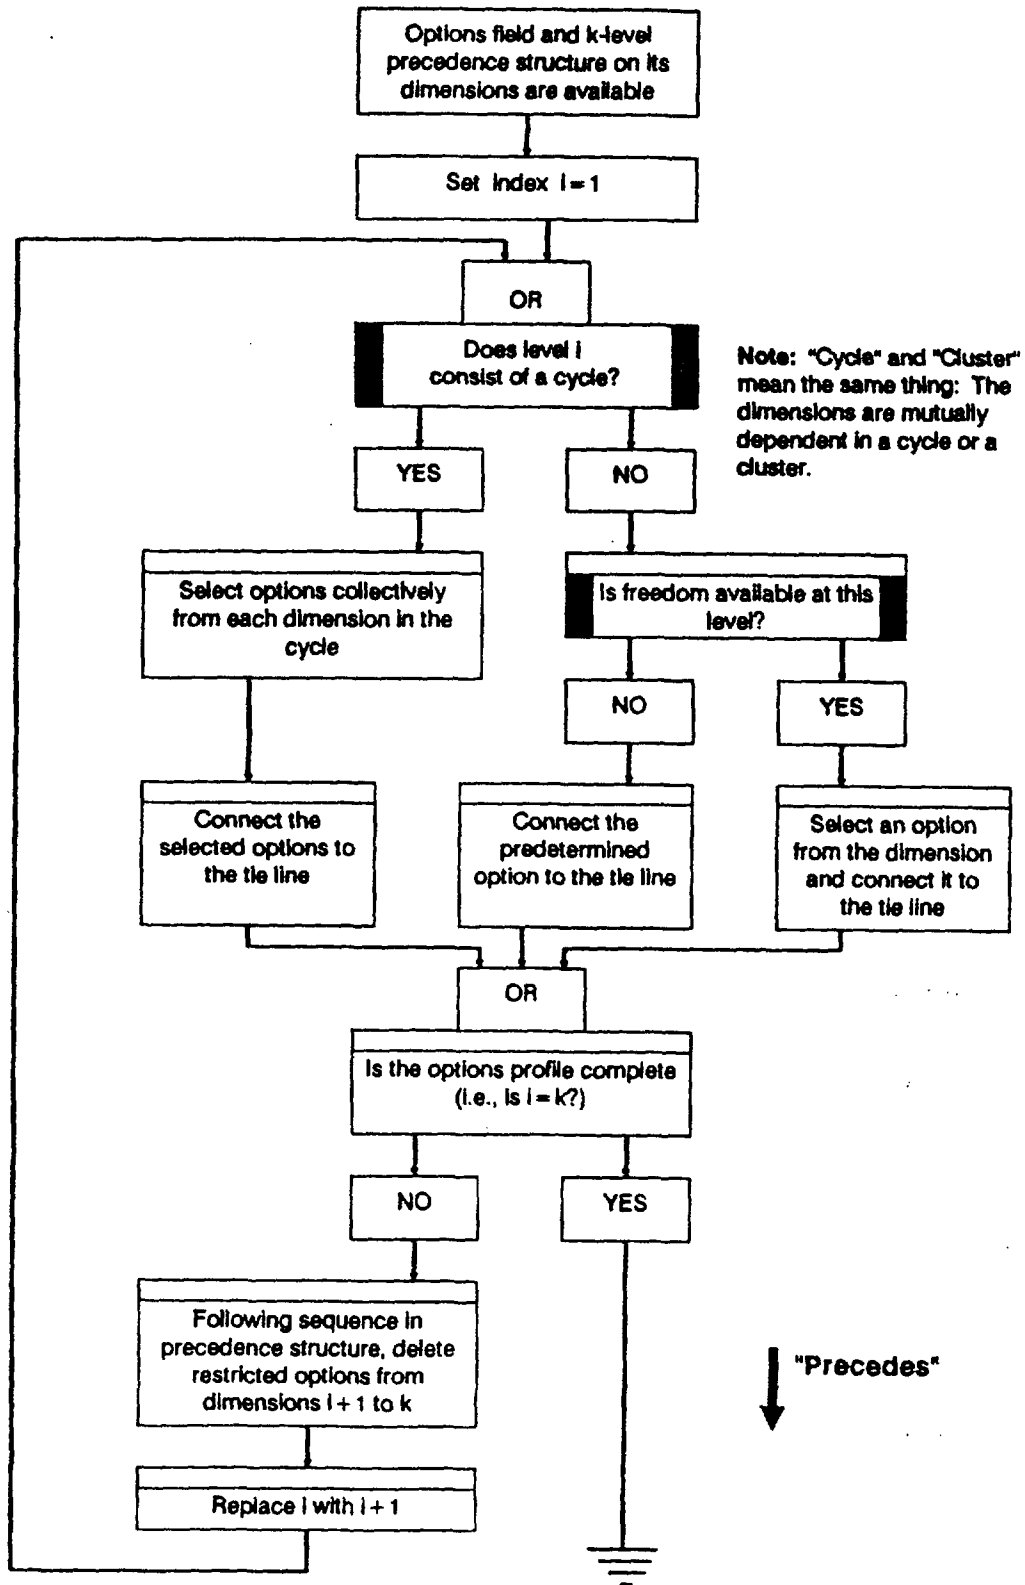 Options field and k-level
precedence structure on its
dimensions are available
Set index i = 1
OR
Does level i
consist of a cycle?
Note: "Cycle" and "Cluster"
mean the same thing: The
dimensions are mutually
dependent in a cycle or a
cluster.
YES
NO
Select options collectively
from each dimension in the
cycle
Is freedom available at this
level?
NO
YES
Connect the
selected options to
the tie line
Connect the
predetermined
option to the tie line
Select an option
from the dimension
and connect it to
the tie line
OR
Is the options profile complete
(i.e., is i = k?)
NO
YES
Following sequence in
precedence structure, delete
restricted options from
dimensions i + 1 to k
"Precedes"
Replace i with i + 1